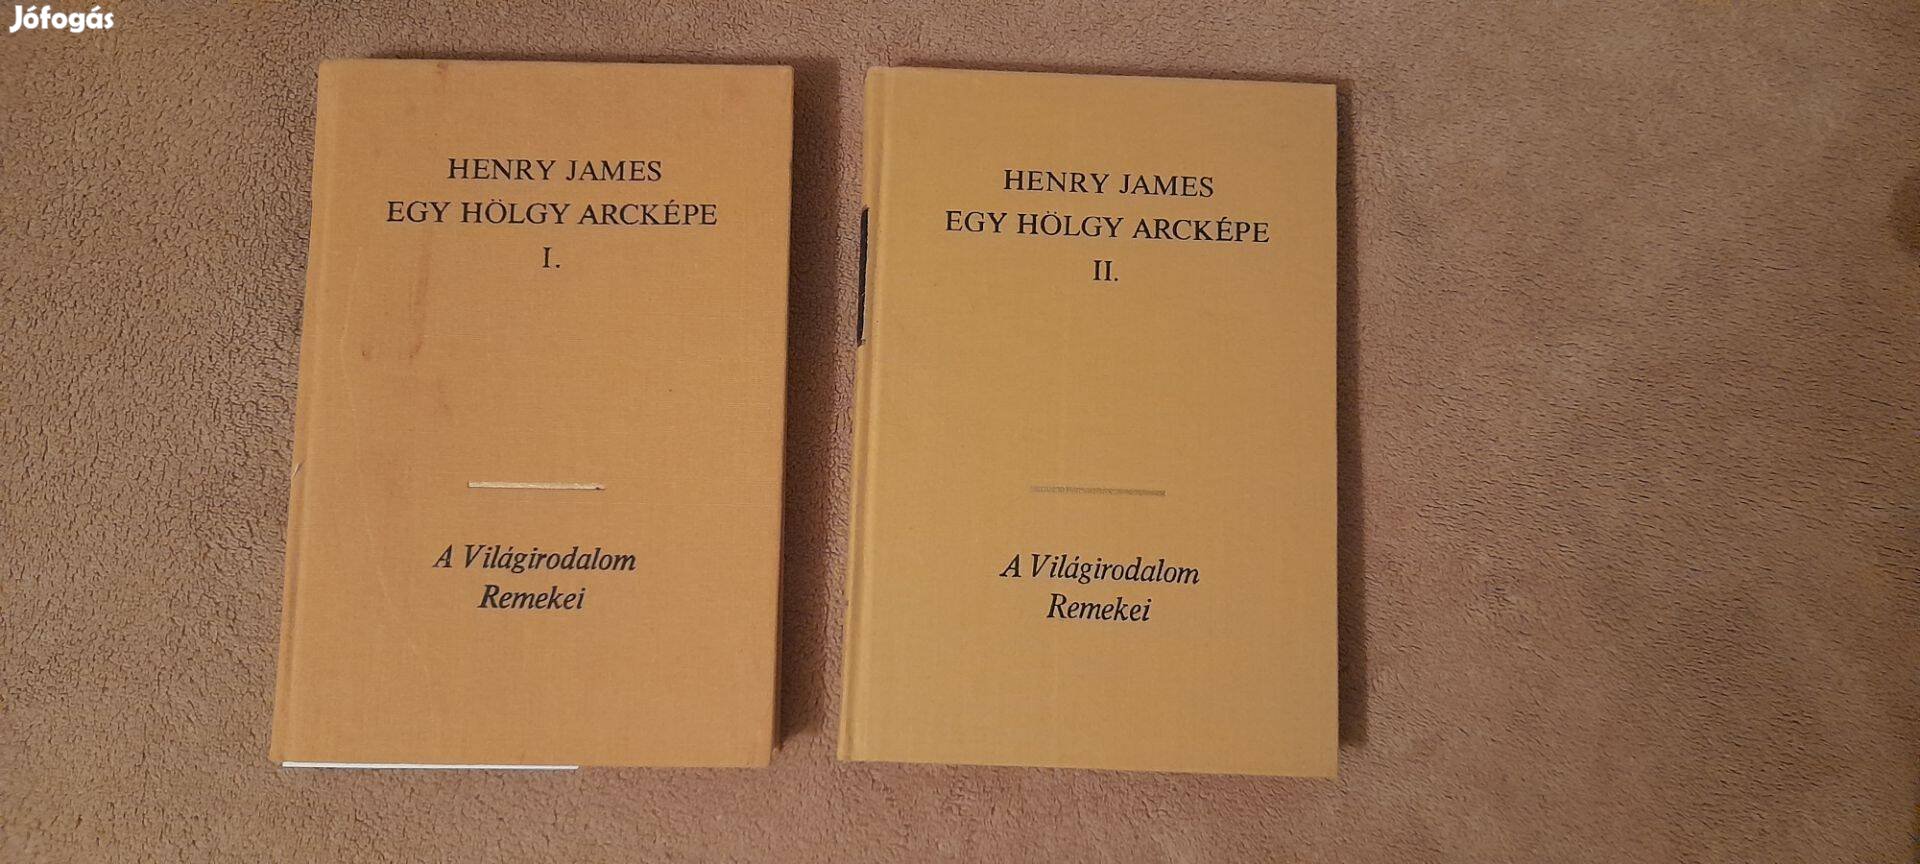 Jófogás
HENRY JAMES
EGY HÖLGY ARCKÉPE
I.
A Világirodalom
Remekei
HENRY JAMES
EGY HÖLGY ARCKÉPE
II.
A Világirodalom
Remekei